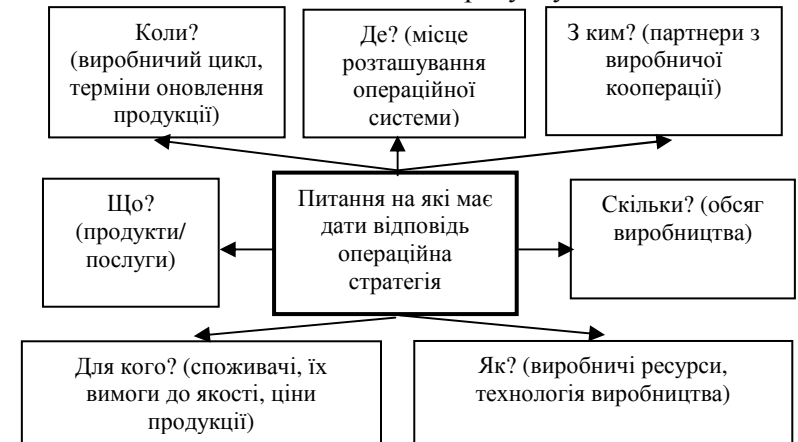 Коли?
(виробничий цикл,
терміни оновлення
продукції)
Де? (місце
розташування
операційної
системи)
З ким? (партнери з
виробничої
кооперації)
Що?
(продукти/
послуги)
Питання на які має
дати відповідь
операційна
стратегія
Скільки? (обсяг
виробництва)
Для кого? (споживачі, їх
вимоги до якості, ціни
продукції)
Як? (виробничі ресурси,
технологія виробництва)